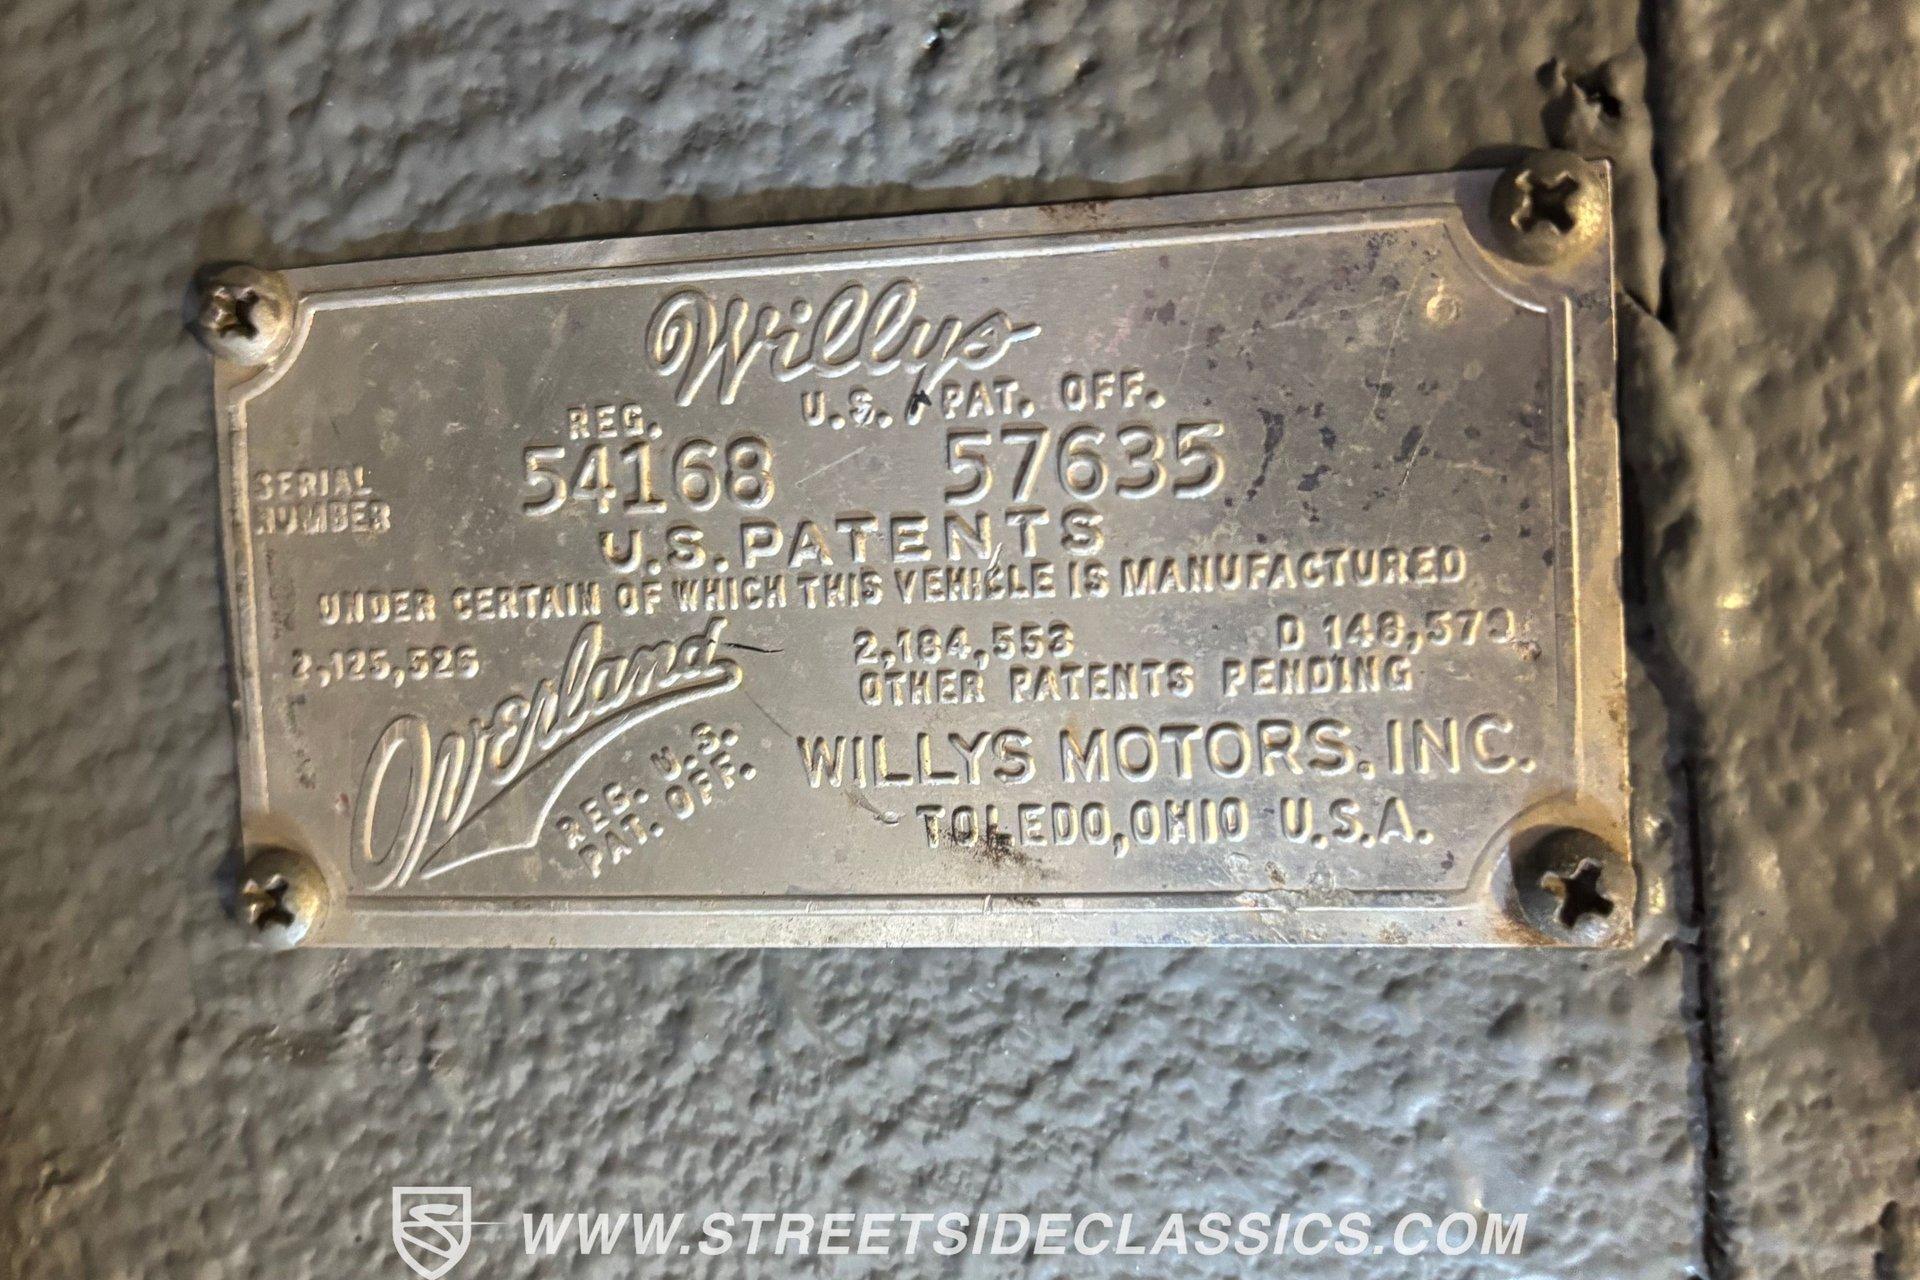 Willys
REG. U.S. PAT. OFF.
SERIAL NUMBER 54168 57635
U.S. PATENTS
UNDER CERTAIN OF WHICH THIS VEHICLE IS MANUFACTURED
2,125,526 2,184,553 D 148,573
OTHER PATENTS PENDING
Overland
REG. U.S.
PAT. OFF.
WILLYS MOTORS, INC.
TOLEDO, OHIO U.S.A.
WWW.STREETSIDECLASSICS.COM